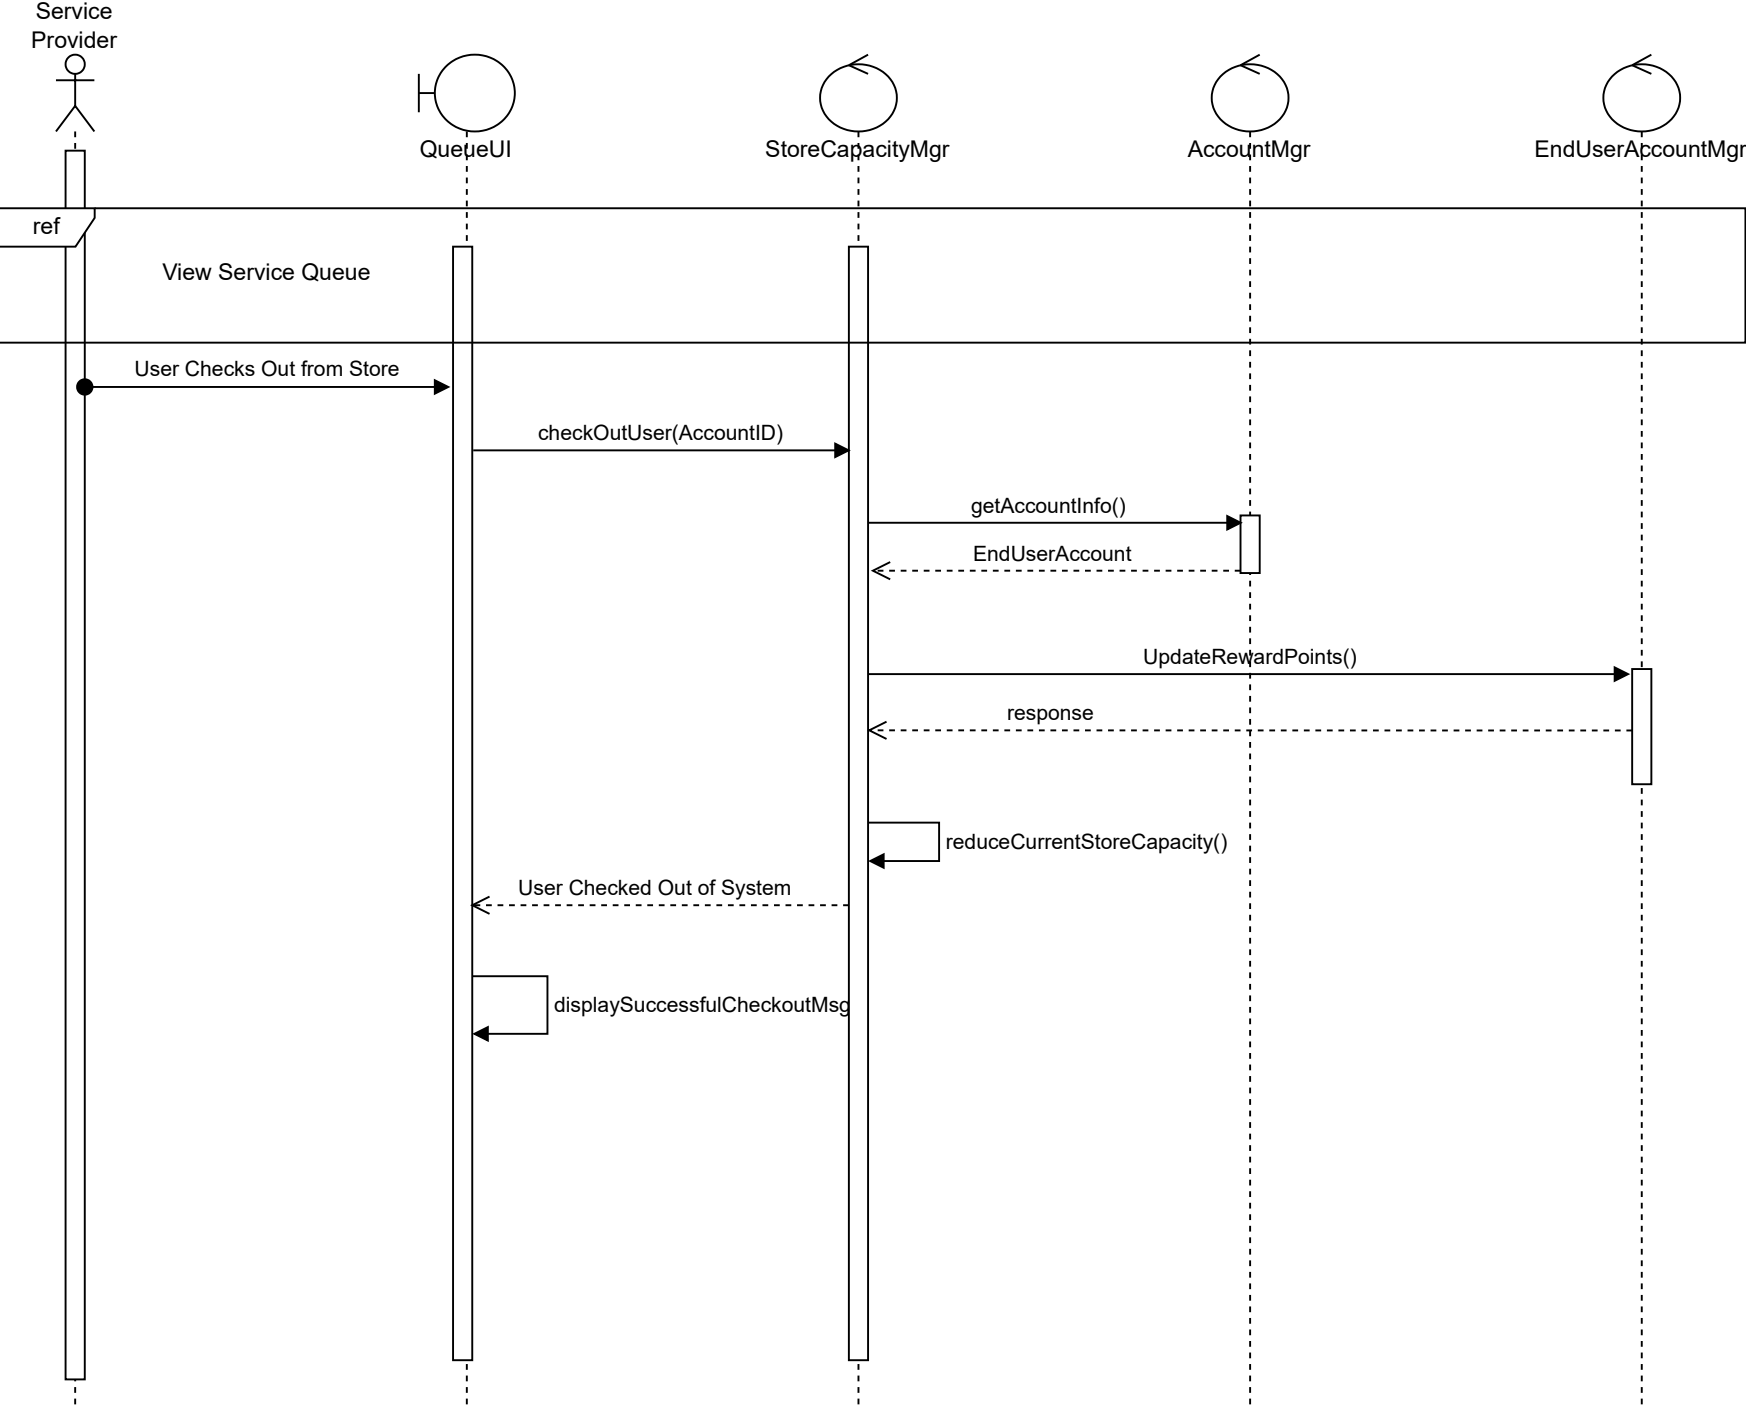 Service
Provider
QueueUI
StoreCapacityMgr
AccountMgr
EndUserAccountMgr
ref
View Service Queue
User Checks Out from Store
checkOutUser(AccountID)
getAccountInfo()
EndUserAccount
UpdateRewardPoints()
response
reduceCurrentStoreCapacity()
User Checked Out of System
displaySuccessfulCheckoutMsg